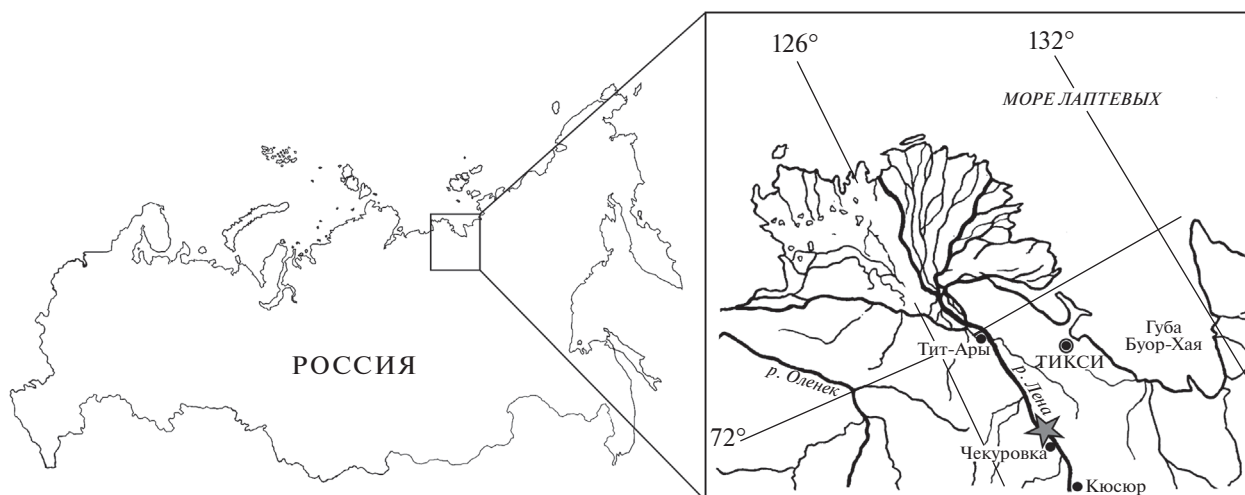 РОССИЯ
126°
132°
МОРЕ ЛАПТЕВЫХ
Губа
Буор-Хая
Тит-Ары
ТИКСИ
р. Оленек
р. Лена
72°
Чекуровка
Кюсюр